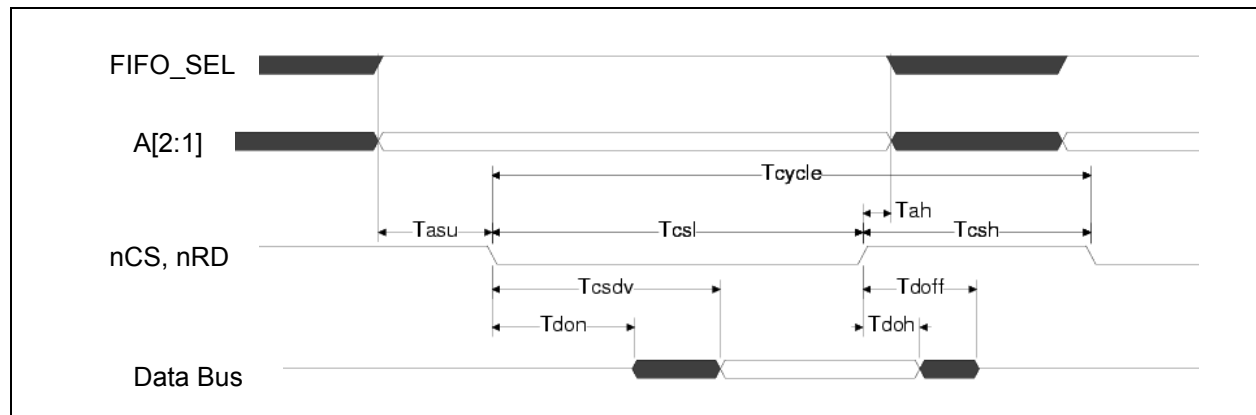 FIFO_SEL
A[2:1]
Tcycle
Tah
Tasu
Tcsl
Tcsh
nCS, nRD
Tcsdv
Tdoff
Tdon
Tdoh
Data Bus